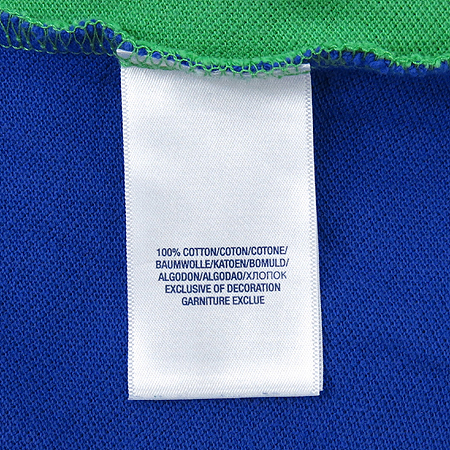 100% COTTON/COTON/COTONE/
BAUMWOLLE/KATOEN/BOMULD/
ALGODON/ALGODAO/ХЛОПОК
EXCLUSIVE OF DECORATION
GARNITURE EXCLUE